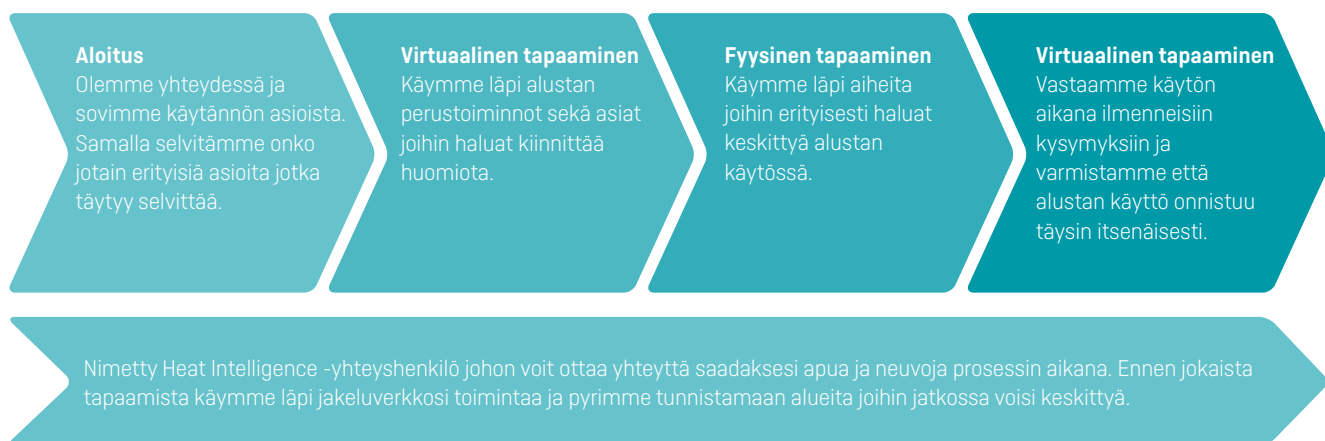 Aloitus
Olemme yhteydessä ja
sovimme käytännön asioista.
Samalla selvitämme onko
jotain erityisiä asioita jotka
täytyy selvittää.
Virtuaalinen tapaaminen
Käymme läpi alustan
perustoiminnot sekä asiat
joihin haluat kiinnittää
huomiota.
Fyysinen tapaaminen
Käymme läpi aiheita
joihin erityisesti haluat
keskittyä alustan
käytössä.
Virtuaalinen tapaaminen
Vastaamme käytön
aikana ilmenneisiin
kysymyksiin ja
varmistamme että
alustan käyttö onnistuu
täysin itsenäisesti.
Nimetty Heat Intelligence -yhteyshenkilö johon voit ottaa yhteyttä saadaksesi apua ja neuvoja prosessin aikana. Ennen jokaista
tapaamista käymme läpi jakeluverkkosi toimintaa ja pyrimme tunnistamaan alueita joihin jatkossa voisi keskittyä.